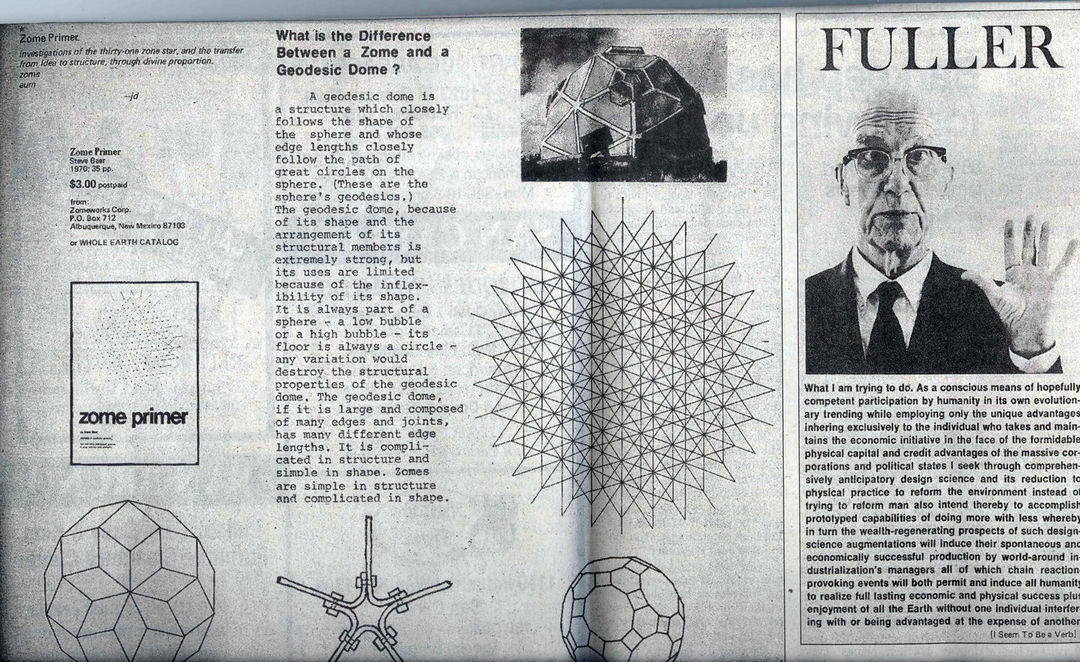 Zome Primer.
Investigations of the thirty-one zone star, and the transfer
from idea to structure, through divine proportion.
zome
aum
—jd
Zome Primer
Steve Baer
1970; 35 pp.
$3.00 postpaid
from:
Zomeworks Corp.
P.O. Box 712
Albuquerque, New Mexico 87103
or WHOLE EARTH CATALOG
zome primer
What is the Difference
Between a Zome and a
Geodesic Dome ?
A geodesic dome is
a structure which closely
follows the shape of
the sphere and whose
edge lengths closely
follow the path of
great circles on the
sphere. (These are the
sphere's geodesics.)
The geodesic dome, because
of its shape and the
arrangement of its
structural members is
extremely strong, but
its uses are limited
because of the inflex-
ibility of its shape.
It is always part of a
sphere - a low bubble
or a high bubble - its
floor is always a circle -
any variation would
destroy the structural
properties of the geodesic
dome. The geodesic dome,
if it is large and composed
of many edges and joints,
has many different edge
lengths. It is compli-
cated in structure and
simple in shape. Zomes
are simple in structure
and complicated in shape.
FULLER
What I am trying to do. As a conscious means of hopefully
competent participation by humanity in its own evolution-
ary trending while employing only the unique advantages
inhering exclusively to the individual who takes and main-
tains the economic initiative in the face of the formidable
physical capital and credit advantages of the massive cor-
porations and political states I seek through comprehen-
sively anticipatory design science and its reduction to
physical practice to reform the environment instead of
trying to reform man also intend thereby to accomplish
prototyped capabilities of doing more with less whereby
in turn the wealth-regenerating prospects of such design-
science augmentations will induce their spontaneous and
economically successful production by world-around in-
dustrialization's managers all of which chain reaction-
provoking events will both permit and induce all humanity
to realize full lasting economic and physical success plus
enjoyment of all the Earth without one individual interfer-
ing with or being advantaged at the expense of another
[I Seem To Be a Verb]